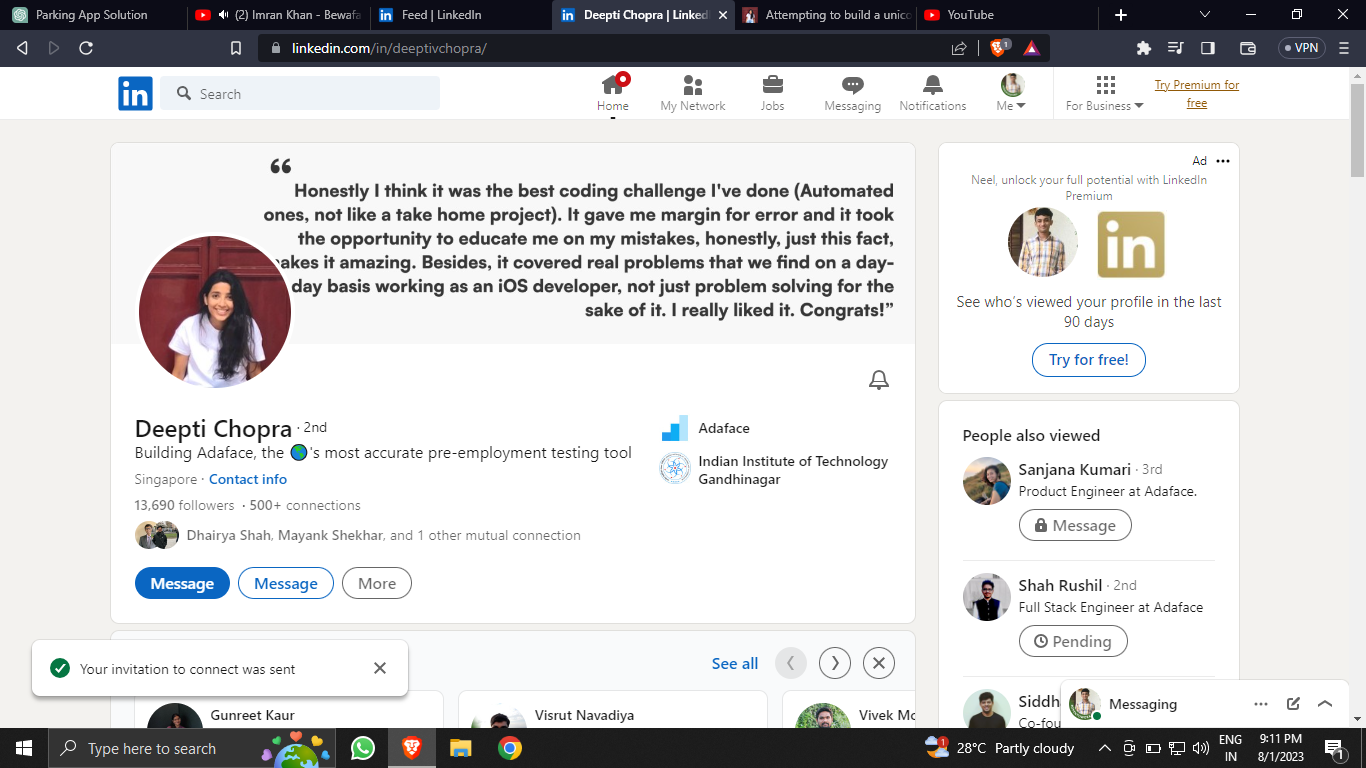 Parking App Solution
(2) Imran Khan - Bewafa
Feed | LinkedIn
Deepti Chopra | Linked
Attempting to build a unico
YouTube
linkedin.com/in/deeptivchopra/
1
VPN
in
Search
Home
My Network
Jobs
Messaging
Notifications
Me
For Business
Try Premium for
free
“
Honestly I think it was the best coding challenge I've done (Automated
ones, not like a take home project). It gave me margin for error and it took
the opportunity to educate me on my mistakes, honestly, just this fact,
akes it amazing. Besides, it covered real problems that we find on a day-
day basis working as an iOS developer, not just problem solving for the
sake of it. I really liked it. Congrats!”
Deepti Chopra · 2nd
Building Adaface, the 🌏's most accurate pre-employment testing tool
Singapore · Contact info
13,690 followers · 500+ connections
Dhairya Shah, Mayank Shekhar, and 1 other mutual connection
Message
Message
More
Adaface
Indian Institute of Technology
Gandhinagar
See all
Gunreet Kaur
Visrut Navadiya
Vivek Mo
Your invitation to connect was sent
Ad
Neel, unlock your full potential with LinkedIn
Premium
in
See who’s viewed your profile in the last
90 days
Try for free!
People also viewed
Sanjana Kumari · 3rd
Product Engineer at Adaface.
Message
Shah Rushil · 2nd
Full Stack Engineer at Adaface
Pending
Siddh
Co-fou
Messaging
Type here to search
1
28°C Partly cloudy
ENG
IN
9:11 PM
8/1/2023
1